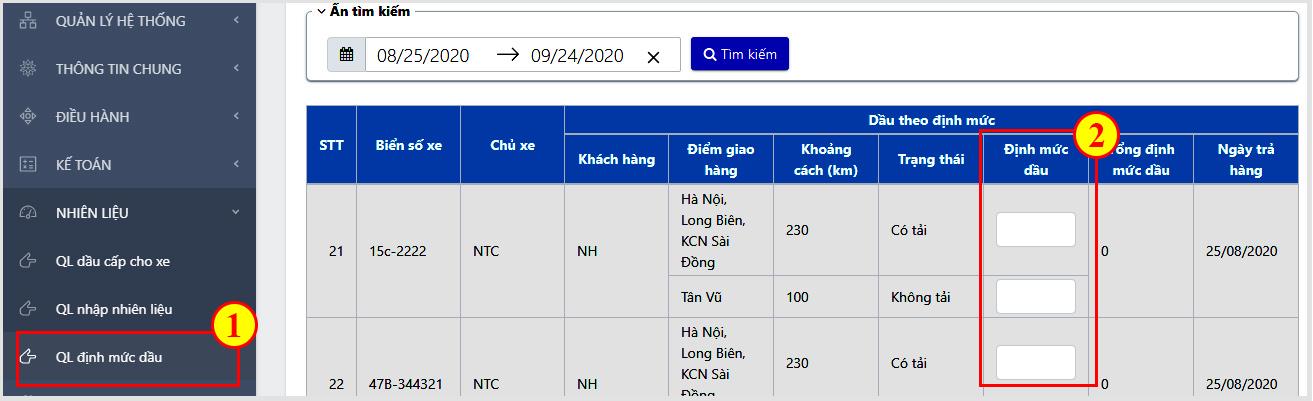 QUẢN LÝ HỆ THỐNG
THÔNG TIN CHUNG
ĐIỀU HÀNH
KẾ TOÁN
NHIÊN LIỆU
QL dầu cấp cho xe
QL nhập nhiên liệu
1
QL định mức dầu
Ẩn tìm kiếm
08/25/2020 → 09/24/2020 ×
Tìm kiếm
Dầu theo định mức
2
STT Biển số xe Chủ xe
Khách hàng
Điểm giao
hàng
Khoảng
cách (km)
Trạng thái
Định mức
dầu
ổng định
mức dầu
Ngày trả
hàng
21 15c-2222 NTC NH
Hà Nội,
Long Biên,
KCN Sài
Đồng
230 Có tải
0 25/08/2020
Tân Vũ 100 Không tải
22 47B-344321 NTC NH
Hà Nội,
Long Biên,
KCN Sài
Đồng
230 Có tải
0 25/08/2020